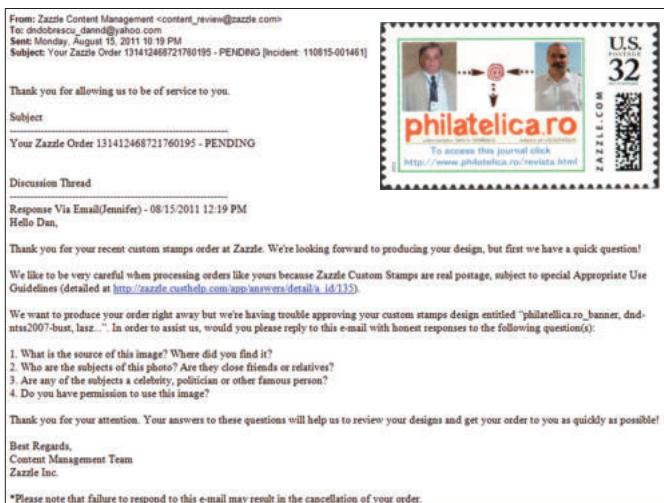 From: Zazzle Content Management <content_review@zazzle.com>
To: dndobrescu_dannd@yahoo.com
Sent: Monday, August 15, 2011 10:19 PM
Subject: Your Zazzle Order 131412468721760195 - PENDING [Incident: 110815-001461]
Thank you for allowing us to be of service to you.
Subject
Your Zazzle Order 131412468721760195 - PENDING
Discussion Thread
Response Via Email(Jennifer) - 08/15/2011 12:19 PM
Hello Dan,
Thank you for your recent custom stamps order at Zazzle. We're looking forward to producing your design, but first we have a quick question!
We like to be very careful when processing orders like yours because Zazzle Custom Stamps are real postage, subject to special Appropriate Use
Guidelines (detailed at http://zazzle.custhelp.com/app/answers/detail/a_id/135).
We want to produce your order right away but we're having trouble approving your custom stamps design entitled "philatellica.ro_banner, dnd-
ntss2007-bust, lasz...". In order to assist us, would you please reply to this e-mail with honest responses to the following question(s):
1. What is the source of this image? Where did you find it?
2. Who are the subjects of this photo? Are they close friends or relatives?
3. Are any of the subjects a celebrity, politician or other famous person?
4. Do you have permission to use this image?
Thank you for your attention. Your answers to these questions will help us to review your designs and get your order to you as quickly as possible!
Best Regards,
Content Management Team
Zazzle Inc.
*Please note that failure to respond to this e-mail may result in the cancellation of your order.
U.S.
POSTAGE
32
ZAZZLE.COM
@
philatelica.ro
To access this journal click
http://www.philatelica.ro/revista.html